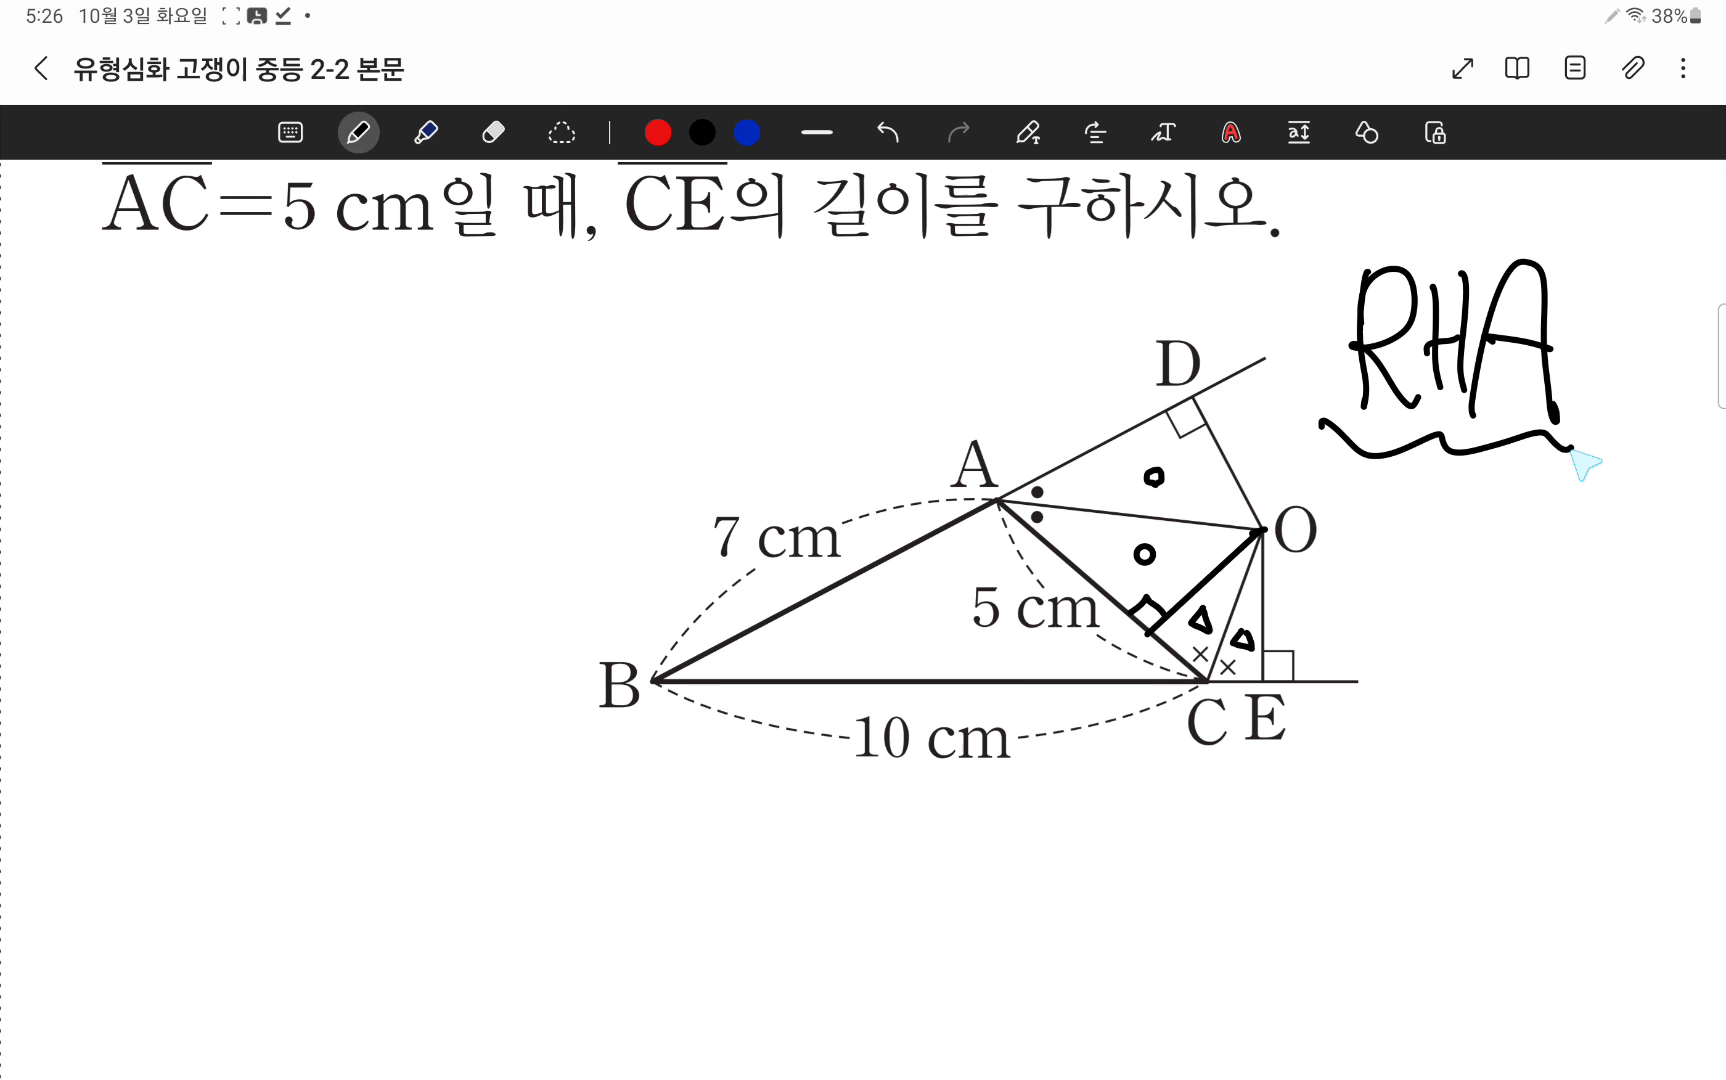 5:26 10월 3일 화요일
38%
유형심화 고쟁이 중등 2-2 본문
AC=5 cm일 때, CE의 길이를 구하시오.
RHA
D
A
7 cm
O
5 cm
B
C E
10 cm